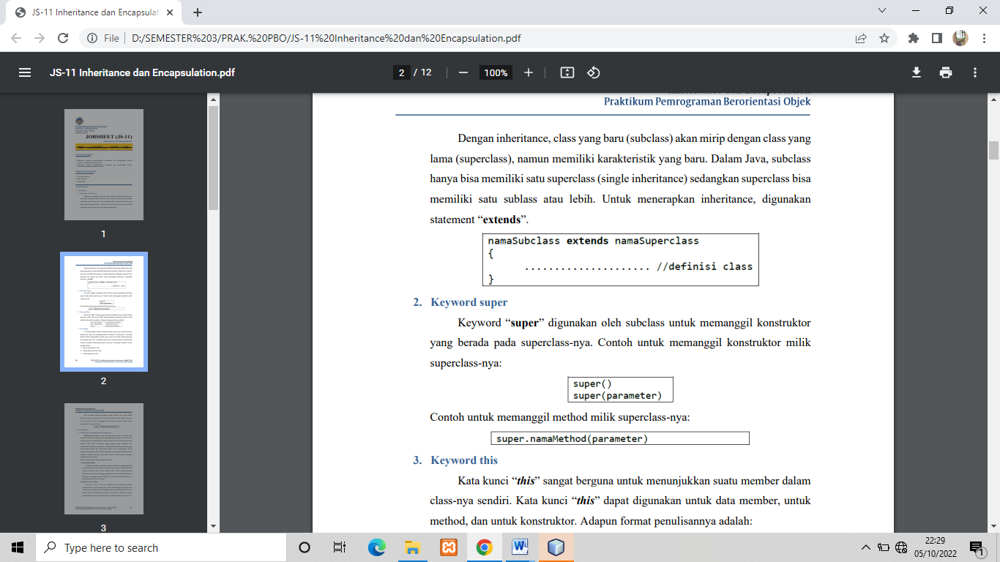 JS-11 Inheritance dan Encapsulat
File
D:/SEMESTER%203/PRAK.%20PBO/JS-11%20Inheritance%20dan%20Encapsulation.pdf
JS-11 Inheritance dan Encapsulation.pdf
2 / 12
100%
JOBSHEET (JS-11)
1
2
3
Praktikum Pemrograman Berorientasi Objek
Dengan inheritance, class yang baru (subclass) akan mirip dengan class yang
lama (superclass), namun memiliki karakteristik yang baru. Dalam Java, subclass
hanya bisa memiliki satu superclass (single inheritance) sedangkan superclass bisa
memiliki satu sublass atau lebih. Untuk menerapkan inheritance, digunakan
statement “extends”.
namaSubclass extends namaSuperclass
{
..................... //definisi class
}
2. Keyword super
Keyword “super” digunakan oleh subclass untuk memanggil konstruktor
yang berada pada superclass-nya. Contoh untuk memanggil konstruktor milik
superclass-nya:
super()
super(parameter)
Contoh untuk memanggil method milik superclass-nya:
super.namaMethod(parameter)
3. Keyword this
Kata kunci “this” sangat berguna untuk menunjukkan suatu member dalam
class-nya sendiri. Kata kunci “this” dapat digunakan untuk data member, untuk
method, dan untuk konstruktor. Adapun format penulisannya adalah:
Type here to search
22:29
05/10/2022
1